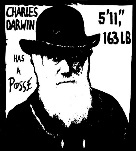 CHARLES
DARWIN
HAS
A
POSSE
5'11",
163 LB